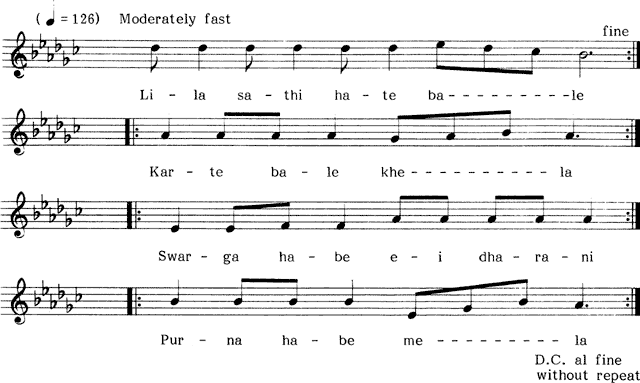 (♩ = 126) Moderately fast
fine
Li - la sa - thi ha - te ba - - - - - - - - -le
Kar - te ba - le khe- - - - - - - - - - la
Swar - ga ha - be e - i dha - ra - ni
Pur - na ha - be me - - - - - - - - - la
D.C. al fine
without repeat